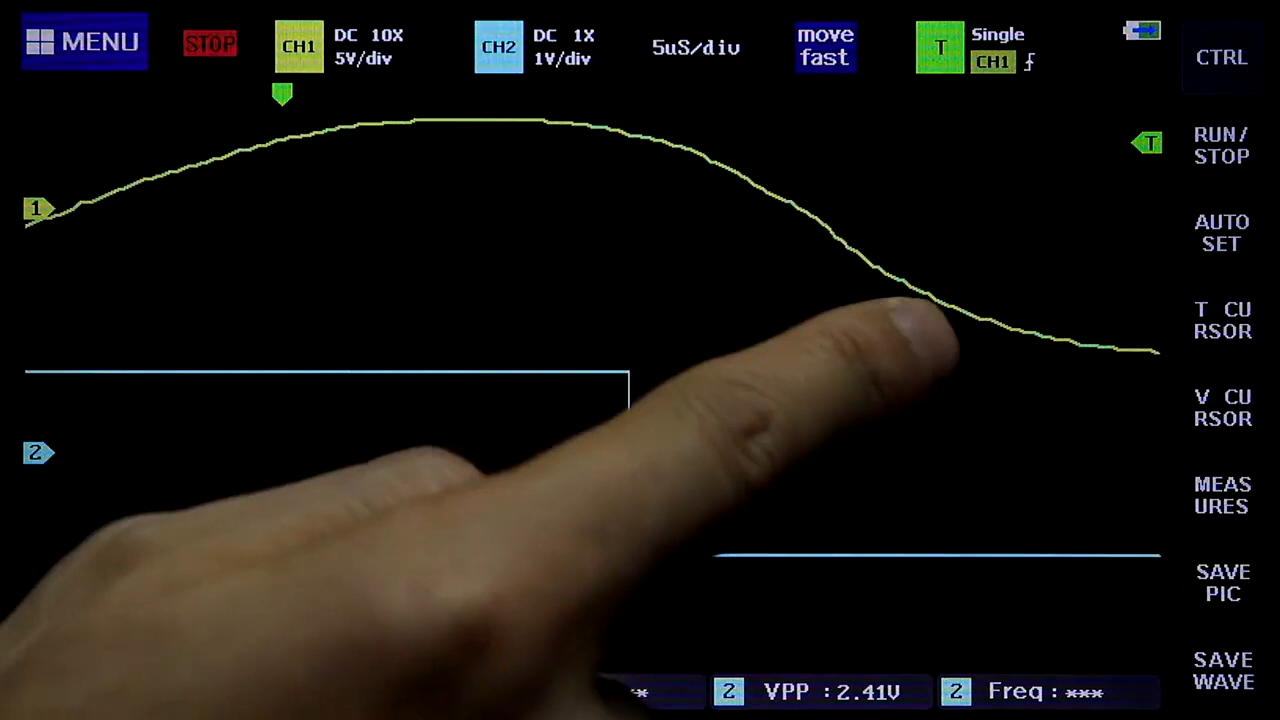 MENU
STOP
CH1
DC 10X
5V/div
CH2
DC 1X
1V/div
5uS/div
move
fast
T
Single
CH1
CTRL
T
RUN/
STOP
1
AUTO
SET
T CU
RSOR
V CU
RSOR
2
MEAS
URES
SAVE
PIC
SAVE
WAVE
2 VPP :2.41V
2 Freq : ***